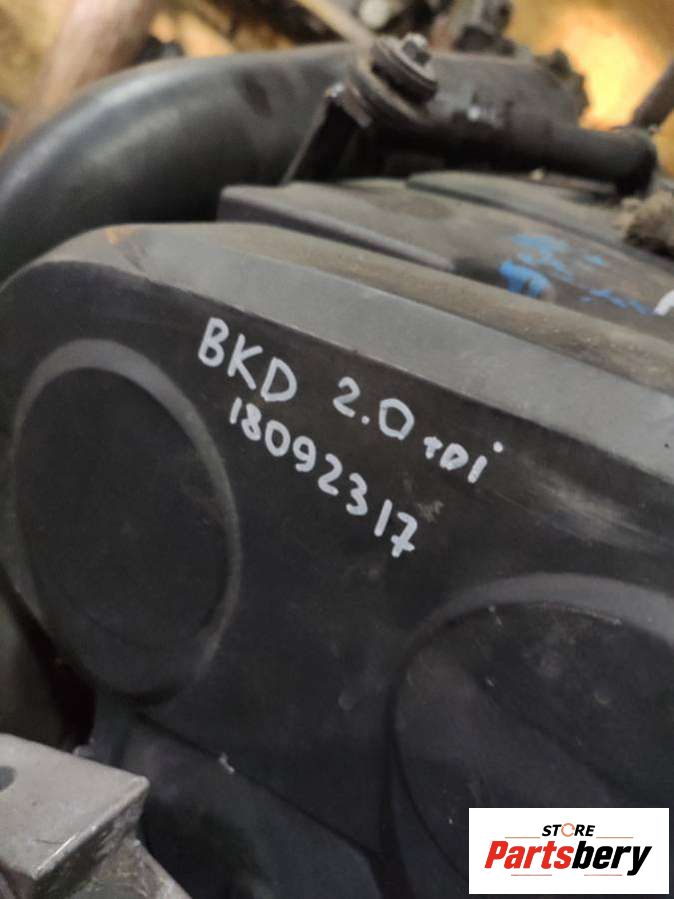 BKD 2.0 TDi
18092317
STORE
Partsbery